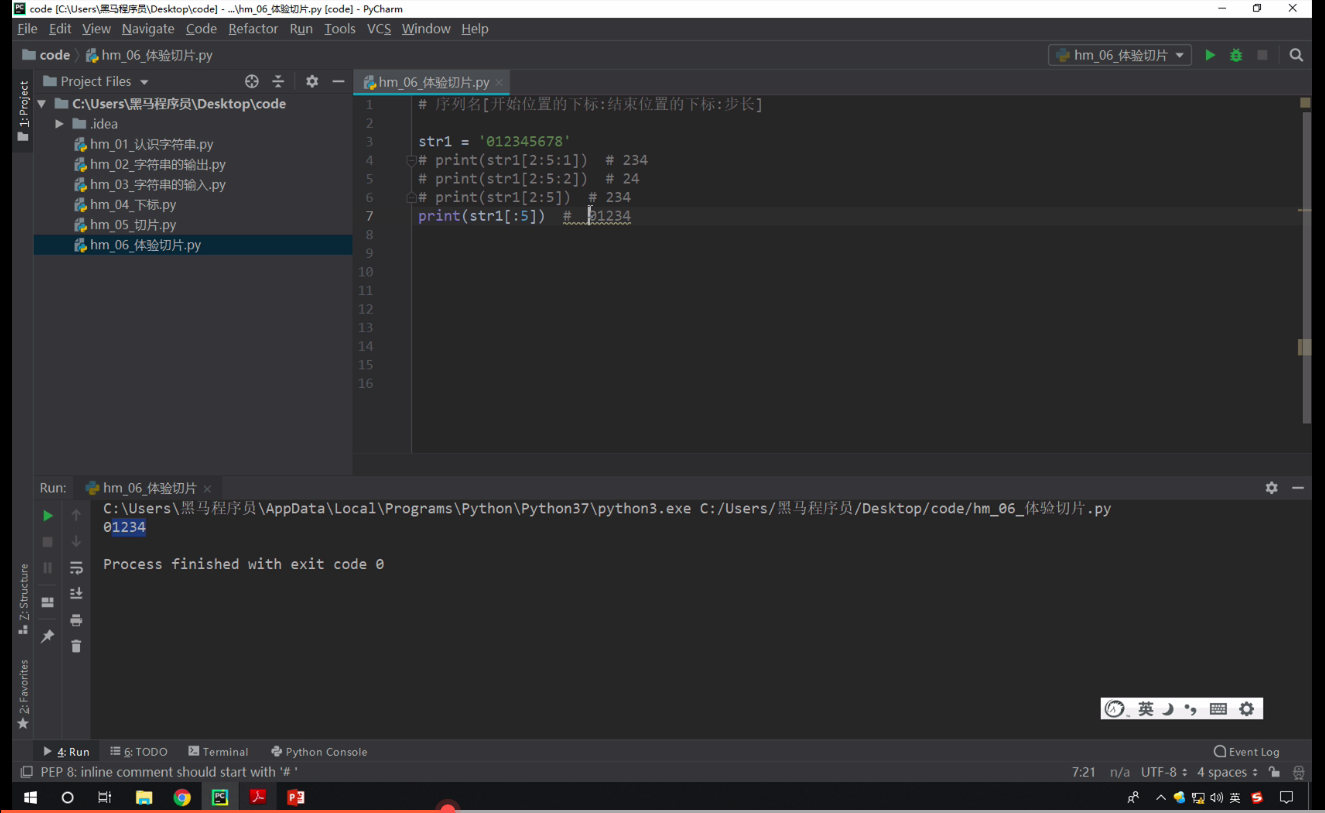 PC code [C:\Users\黑马程序员\Desktop\code] - ...\hm_06_体验切片.py [code] - PyCharm
File Edit View Navigate Code Refactor Run Tools VCS Window Help
code hm_06_体验切片.py hm_06_体验切片
1: Project
Project Files
hm_06_体验切片.py
C:\Users\黑马程序员\Desktop\code
.idea
hm_01_认识字符串.py
hm_02_字符串的输出.py
hm_03_字符串的输入.py
hm_04_下标.py
hm_05_切片.py
hm_06_体验切片.py
1 # 序列名[开始位置的下标:结束位置的下标:步长]
2
3 str1 = '012345678'
4 # print(str1[2:5:1]) # 234
5 # print(str1[2:5:2]) # 24
6 # print(str1[2:5]) # 234
7 print(str1[:5]) #  01234
8
9
10
11
12
13
14
15
16
Run: hm_06_体验切片
C:\Users\黑马程序员\AppData\Local\Programs\Python\Python37\python3.exe C:/Users/黑马程序员/Desktop/code/hm_06_体验切片.py
01234
Process finished with exit code 0
Z: Structure
2: Favorites
英
4: Run 6: TODO Terminal Python Console Event Log
PEP 8: inline comment should start with '# ' 7:21 n/a UTF-8 4 spaces
PC 英